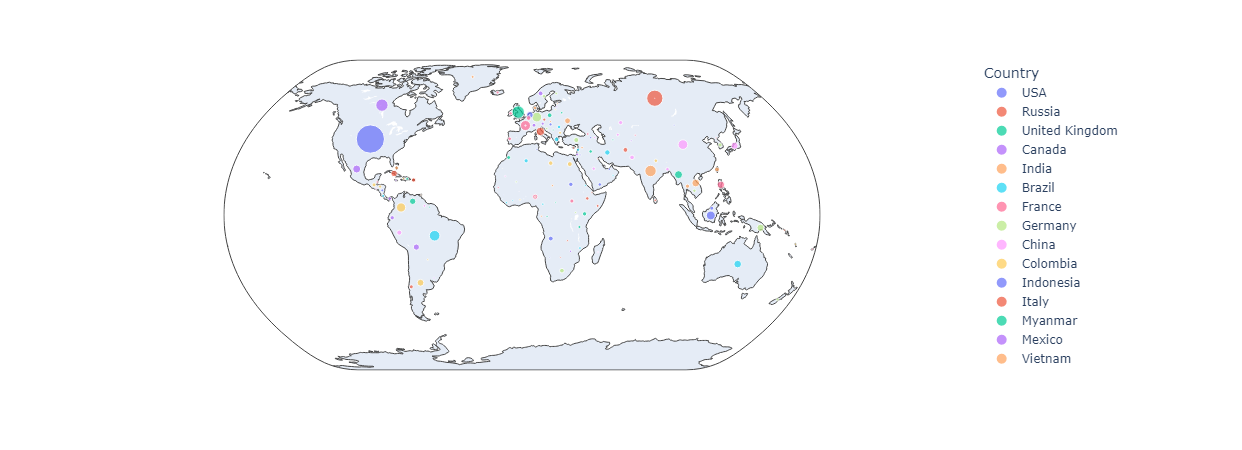 Country
USA
Russia
United Kingdom
Canada
India
Brazil
France
Germany
China
Colombia
Indonesia
Italy
Myanmar
Mexico
Vietnam